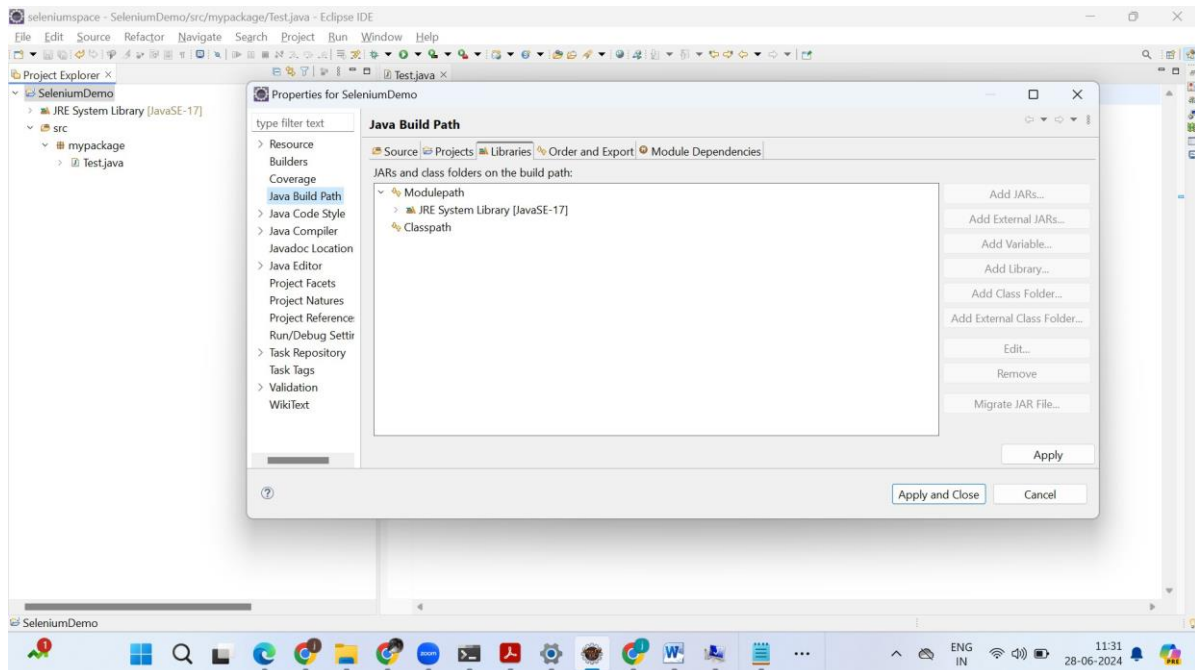 seleniumspace - SeleniumDemo/src/mypackage/Test.java - Eclipse IDE
File Edit Source Refactor Navigate Search Project Run Window Help
Project Explorer
Test.java
SeleniumDemo
JRE System Library [JavaSE-17]
src
mypackage
Test.java
Properties for SeleniumDemo
type filter text
Resource
Builders
Coverage
Java Build Path
Java Code Style
Java Compiler
Javadoc Location
Java Editor
Project Facets
Project Natures
Project Reference
Run/Debug Settir
Task Repository
Task Tags
Validation
WikiText
Java Build Path
Source Projects Libraries Order and Export Module Dependencies
JARs and class folders on the build path:
Modulepath
JRE System Library [JavaSE-17]
Classpath
Add JARs...
Add External JARs...
Add Variable...
Add Library...
Add Class Folder...
Add External Class Folder...
Edit...
Remove
Migrate JAR File...
Apply
Apply and Close Cancel
SeleniumDemo
zoom
ENG
IN
11:31
28-06-2024
PRE